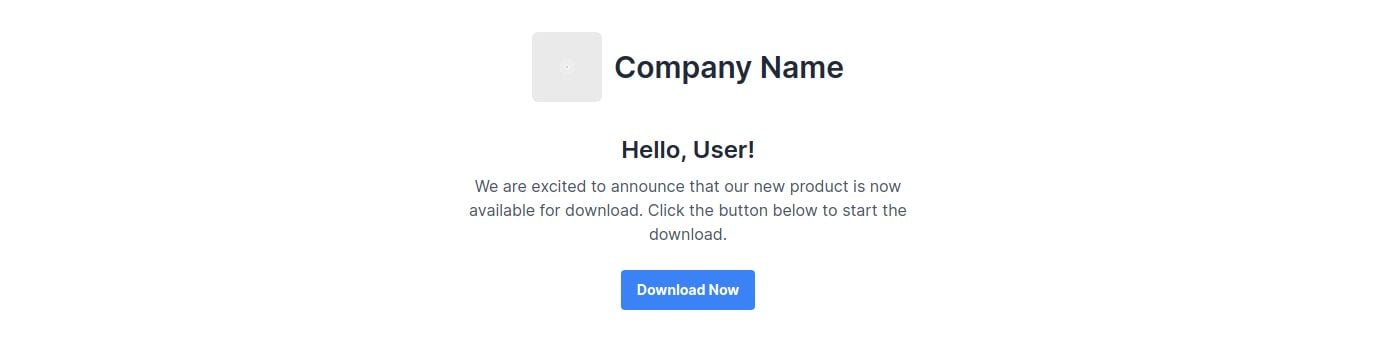 Company Name
Hello, User!
We are excited to announce that our new product is now
available for download. Click the button below to start the
download.
Download Now